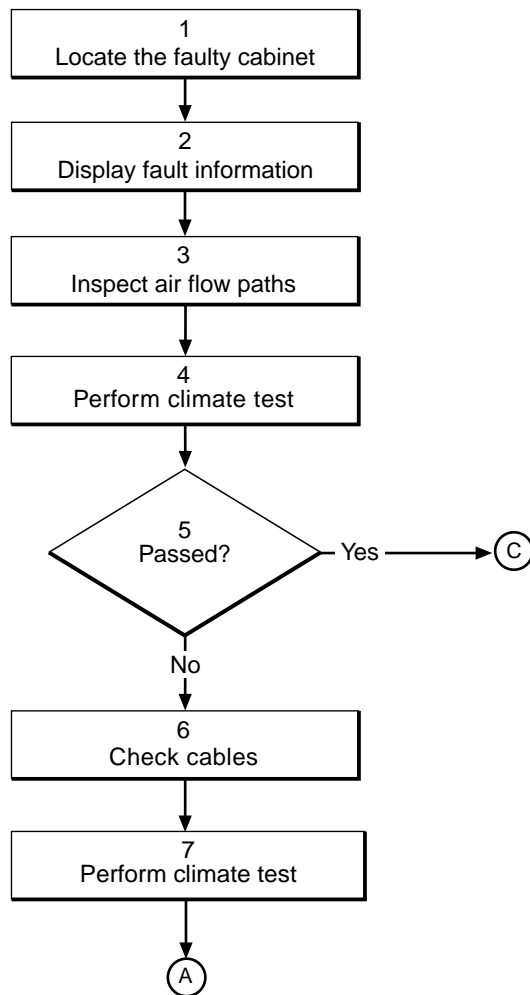 1
Locate the faulty cabinet
2
Display fault information
3
Inspect air flow paths
4
Perform climate test
5
Passed?
Yes
C
No
6
Check cables
7
Perform climate test
A